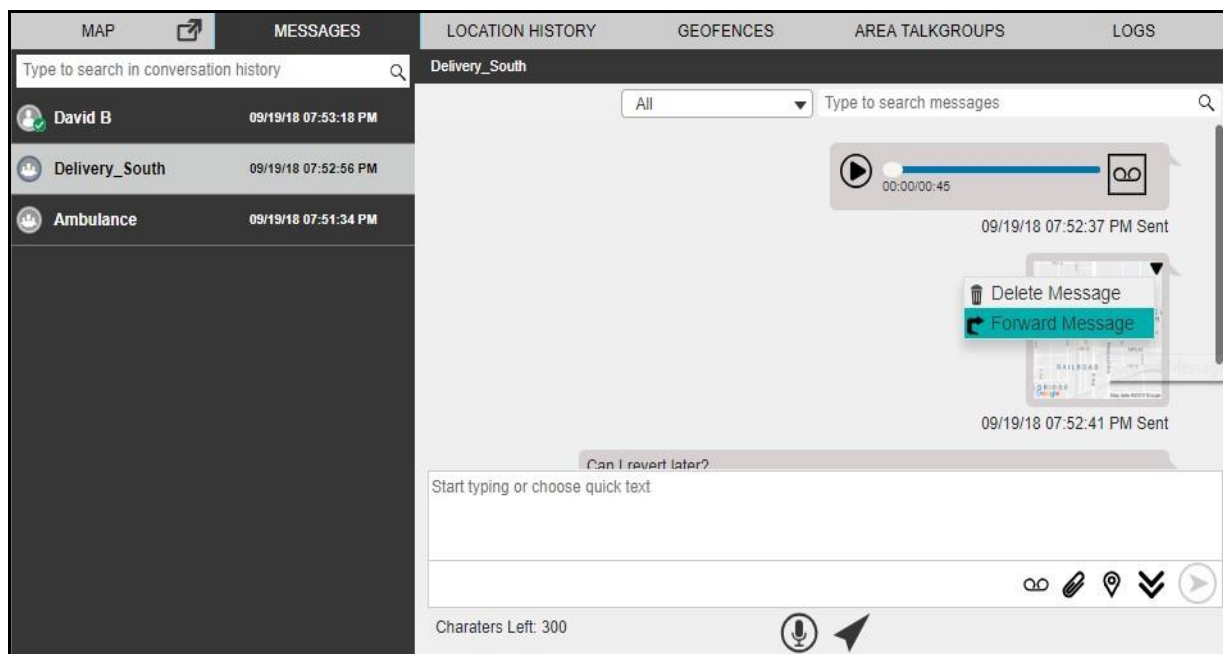 MAP
MESSAGES
LOCATION HISTORY
GEOFENCES
AREA TALKGROUPS
LOGS
Type to search in conversation history
Delivery_South
David B 09/19/18 07:53:18 PM
Delivery_South 09/19/18 07:52:56 PM
Ambulance 09/19/18 07:51:34 PM
All
Type to search messages
00:00/00:45
09/19/18 07:52:37 PM Sent
Delete Message
Forward Message
RAILROAD
Google
09/19/18 07:52:41 PM Sent
Can I revert later?
Start typing or choose quick text
Charaters Left: 300